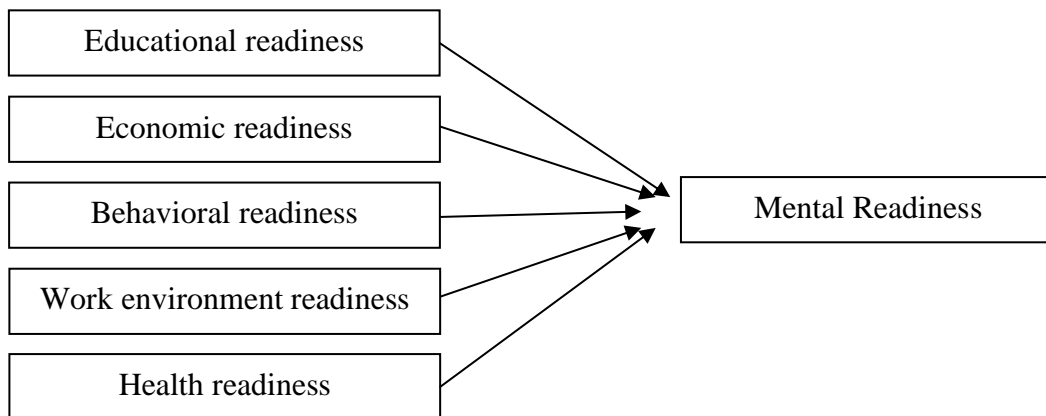 Educational readiness
Economic readiness
Behavioral readiness
Work environment readiness
Health readiness
Mental Readiness